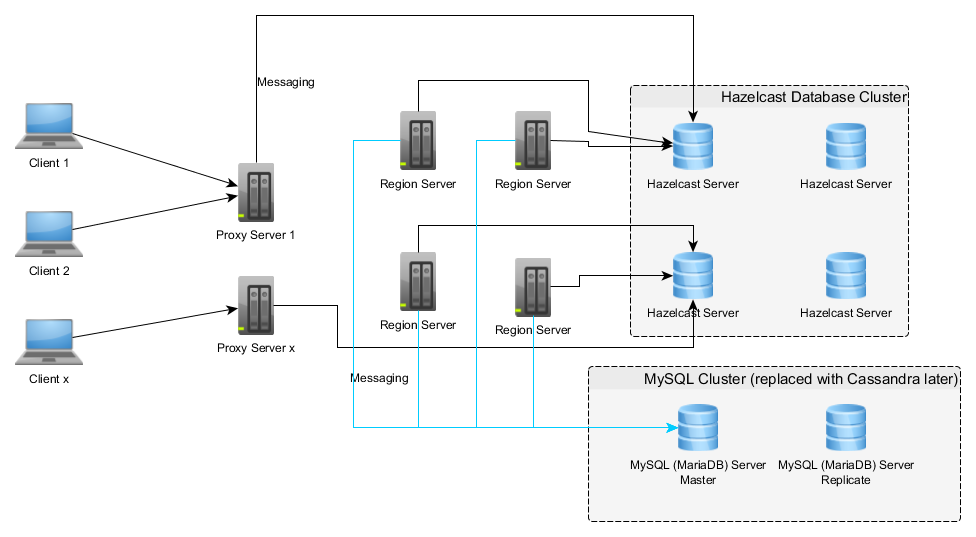 Messaging
Hazelcast Database Cluster
Client 1
Region Server
Region Server
Hazelcast Server
Hazelcast Server
Proxy Server 1
Client 2
Region Server
Region Server
Hazelcast Server
Hazelcast Server
Proxy Server x
Client x
Messaging
MySQL Cluster (replaced with Cassandra later)
MySQL (MariaDB) Server
Master
MySQL (MariaDB) Server
Replicate